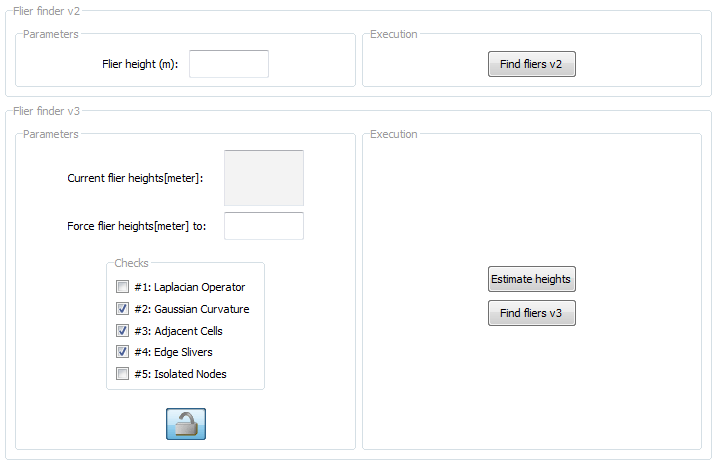 Flier finder v2
Parameters
Execution
Flier height (m):
Find fliers v2
Flier finder v3
Parameters
Execution
Current flier heights[meter]:
Force flier heights[meter] to:
Checks
#1: Laplacian Operator
#2: Gaussian Curvature
#3: Adjacent Cells
#4: Edge Slivers
#5: Isolated Nodes
Estimate heights
Find fliers v3